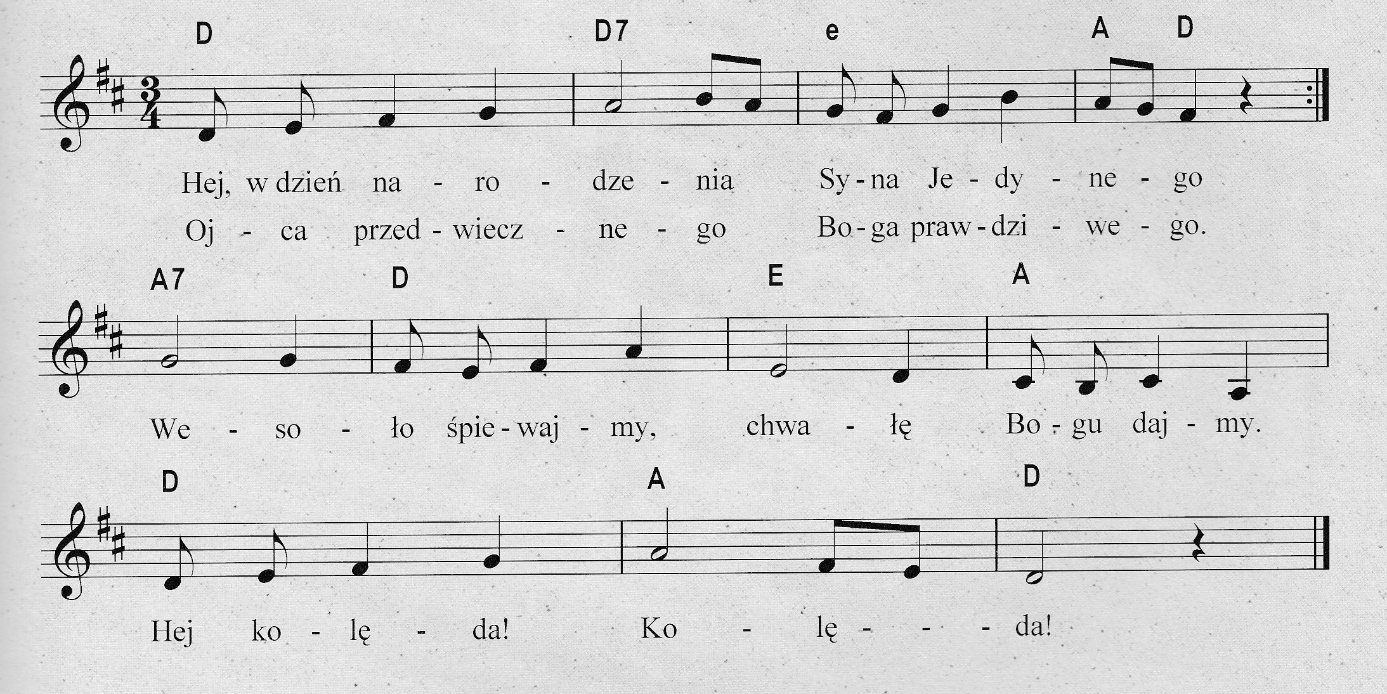 D D7 e A D
3 4
Hej, w dzień na - ro - dze - nia Sy - na Je - dy - ne - go
Oj - ca przed - wiecz - ne - go Bo - ga praw - dzi - we - go.
A7 D E A
We - so - ło śpie - waj - my, chwa - łę Bo - gu daj - my.
D A D
Hej ko - lę - da! Ko - lę - - - da!